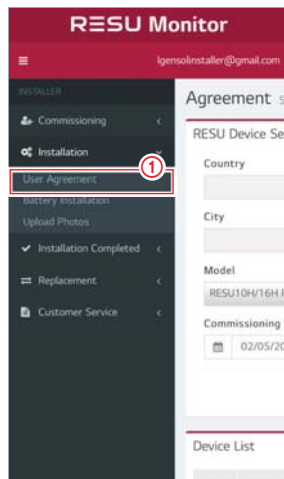 RESU Monitor
lgensolinstaller@gmail.com
INSTALLER
Commissioning
Installation
1
User Agreement
Battery Installation
Upload Photos
Installation Completed
Replacement
Customer Service
Agreement
RESU Device Se
Country
City
Model
RESU10H/16H
Commissioning
02/05/20
Device List